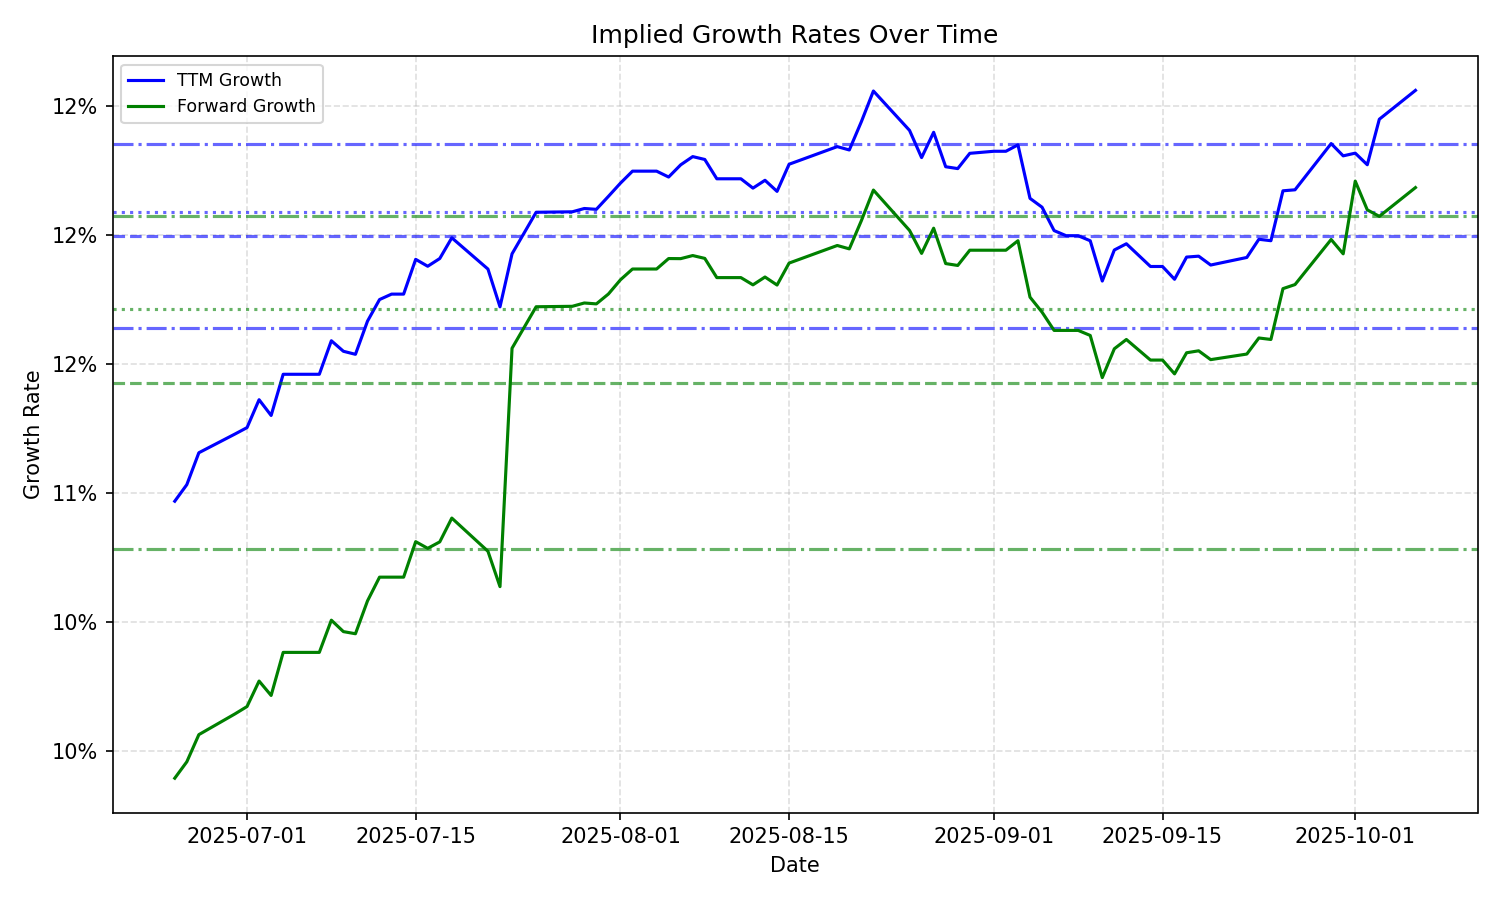 Implied Growth Rates Over Time
TTM Growth
Forward Growth
12%
12%
12%
11%
10%
10%
Growth Rate
2025-07-01 2025-07-15 2025-08-01 2025-08-15 2025-09-01 2025-09-15 2025-10-01
Date